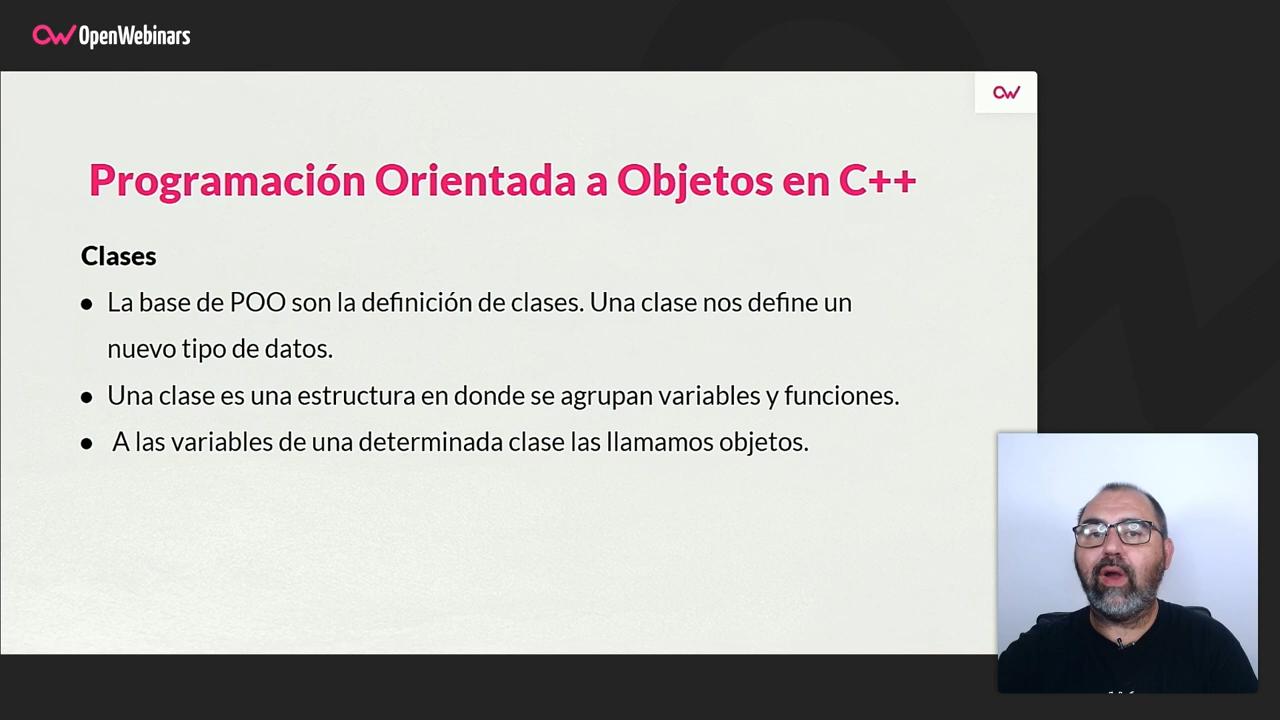 OpenWebinars
Programación Orientada a Objetos en C++
Clases
● La base de POO son la definición de clases. Una clase nos define un
nuevo tipo de datos.
● Una clase es una estructura en donde se agrupan variables y funciones.
● A las variables de una determinada clase las llamamos objetos.